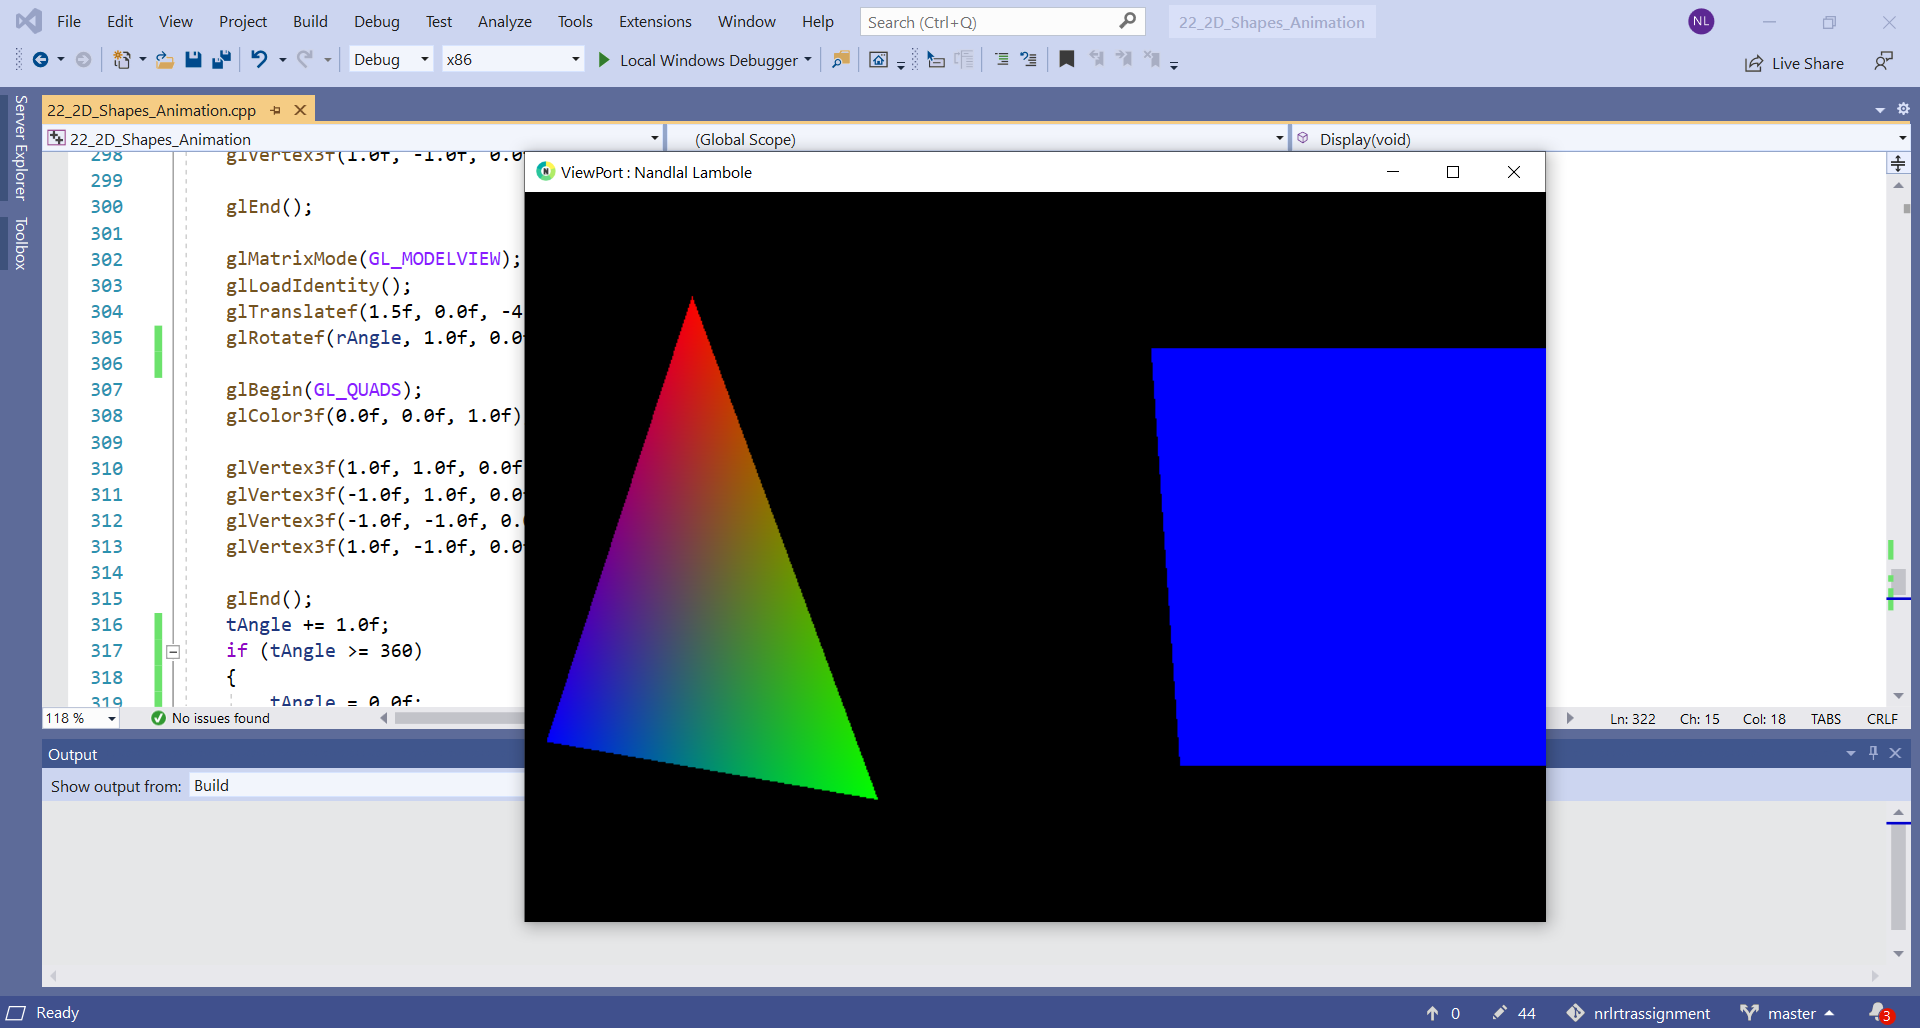 File Edit View Project Build Debug Test Analyze Tools Extensions Window Help Search (Ctrl+Q) 22_2D_Shapes_Animation NL
Debug x86 Local Windows Debugger Live Share
Server Explorer
Toolbox
22_2D_Shapes_Animation.cpp
22_2D_Shapes_Animation (Global Scope) Display(void)
298 glVertex3f(1.0f, -1.0f, 0.0f
299
300 glEnd();
301
302 glMatrixMode(GL_MODELVIEW);
303 glLoadIdentity();
304 glTranslatef(1.5f, 0.0f, -4
305 glRotatef(rAngle, 1.0f, 0.0f
306
307 glBegin(GL_QUADS);
308 glColor3f(0.0f, 0.0f, 1.0f)
309
310 glVertex3f(1.0f, 1.0f, 0.0f
311 glVertex3f(-1.0f, 1.0f, 0.0f
312 glVertex3f(-1.0f, -1.0f, 0.
313 glVertex3f(1.0f, -1.0f, 0.0f
314
315 glEnd();
316 tAngle += 1.0f;
317 if (tAngle >= 360)
318 {
319 tAngle = 0.0f;
ViewPort : Nandlal Lambole
118 % No issues found Ln: 322 Ch: 15 Col: 18 TABS CRLF
Output
Show output from: Build
Ready 0 44 nrlrtrassignment master 3